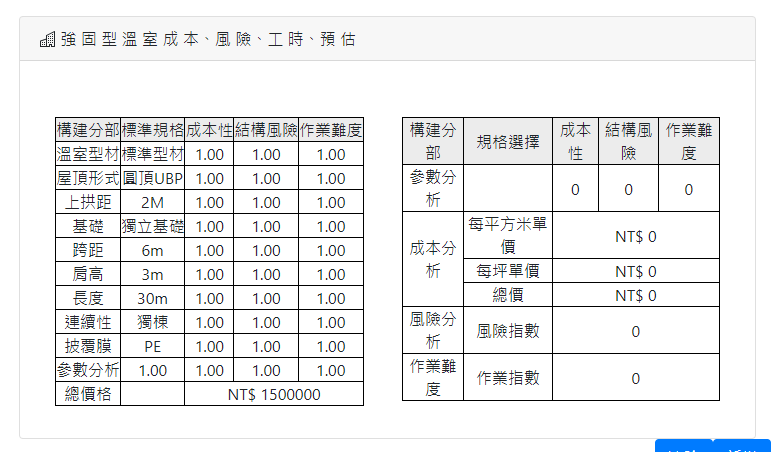 強固型溫室成本、風險、工時、預估
構建分部 標準規格 成本性 結構風險 作業難度
溫室型材 標準型材 1.00 1.00 1.00
屋頂形式 圓頂UBP 1.00 1.00 1.00
上拱距 2M 1.00 1.00 1.00
基礎 獨立基礎 1.00 1.00 1.00
跨距 6m 1.00 1.00 1.00
肩高 3m 1.00 1.00 1.00
長度 30m 1.00 1.00 1.00
連續性 獨棟 1.00 1.00 1.00
披覆膜 PE 1.00 1.00 1.00
參數分析 1.00 1.00 1.00 1.00
總價格 NT$ 1500000
構建分部 規格選擇 成本性 結構風險 作業難度
參數分析 0 0 0
成本分析 每平方米單價 NT$ 0
每坪單價 NT$ 0
總價 NT$ 0
風險分析 風險指數 0
作業難度 作業指數 0